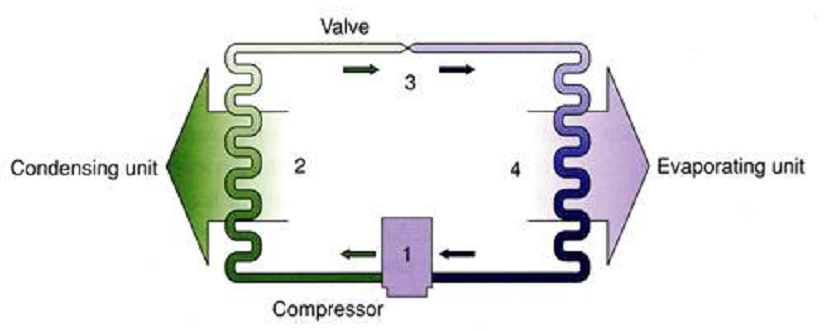 Valve
3
Condensing unit
2
4
Evaporating unit
1
Compressor